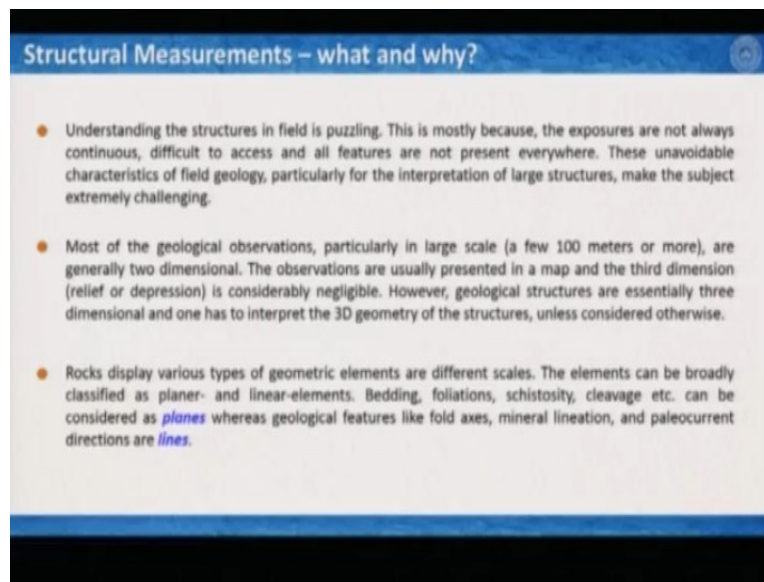 Structural Measurements – what and why?
Understanding the structures in field is puzzling. This is mostly because, the exposures are not always
continuous, difficult to access and all features are not present everywhere. These unavoidable
characteristics of field geology, particularly for the interpretation of large structures, make the subject
extremely challenging.
Most of the geological observations, particularly in large scale (a few 100 meters or more), are
generally two dimensional. The observations are usually presented in a map and the third dimension
(relief or depression) is considerably negligible. However, geological structures are essentially three
dimensional and one has to interpret the 3D geometry of the structures, unless considered otherwise.
Rocks display various types of geometric elements are different scales. The elements can be broadly
classified as planer- and linear-elements. Bedding, foliations, schistosity, cleavage etc. can be
considered as planes whereas geological features like fold axes, mineral lineation, and paleocurrent
directions are lines.